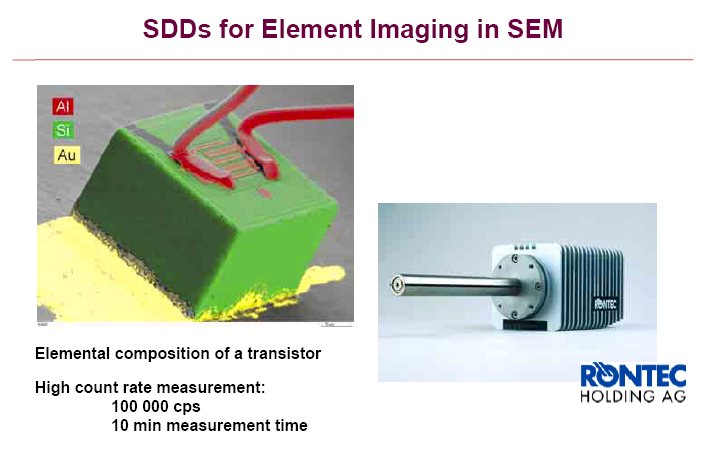 SDDs for Element Imaging in SEM
Al
Si
Au
RÖNTEC
RÖNTEC
HOLDING AG
Elemental composition of a transistor
High count rate measurement:
100 000 cps
10 min measurement time